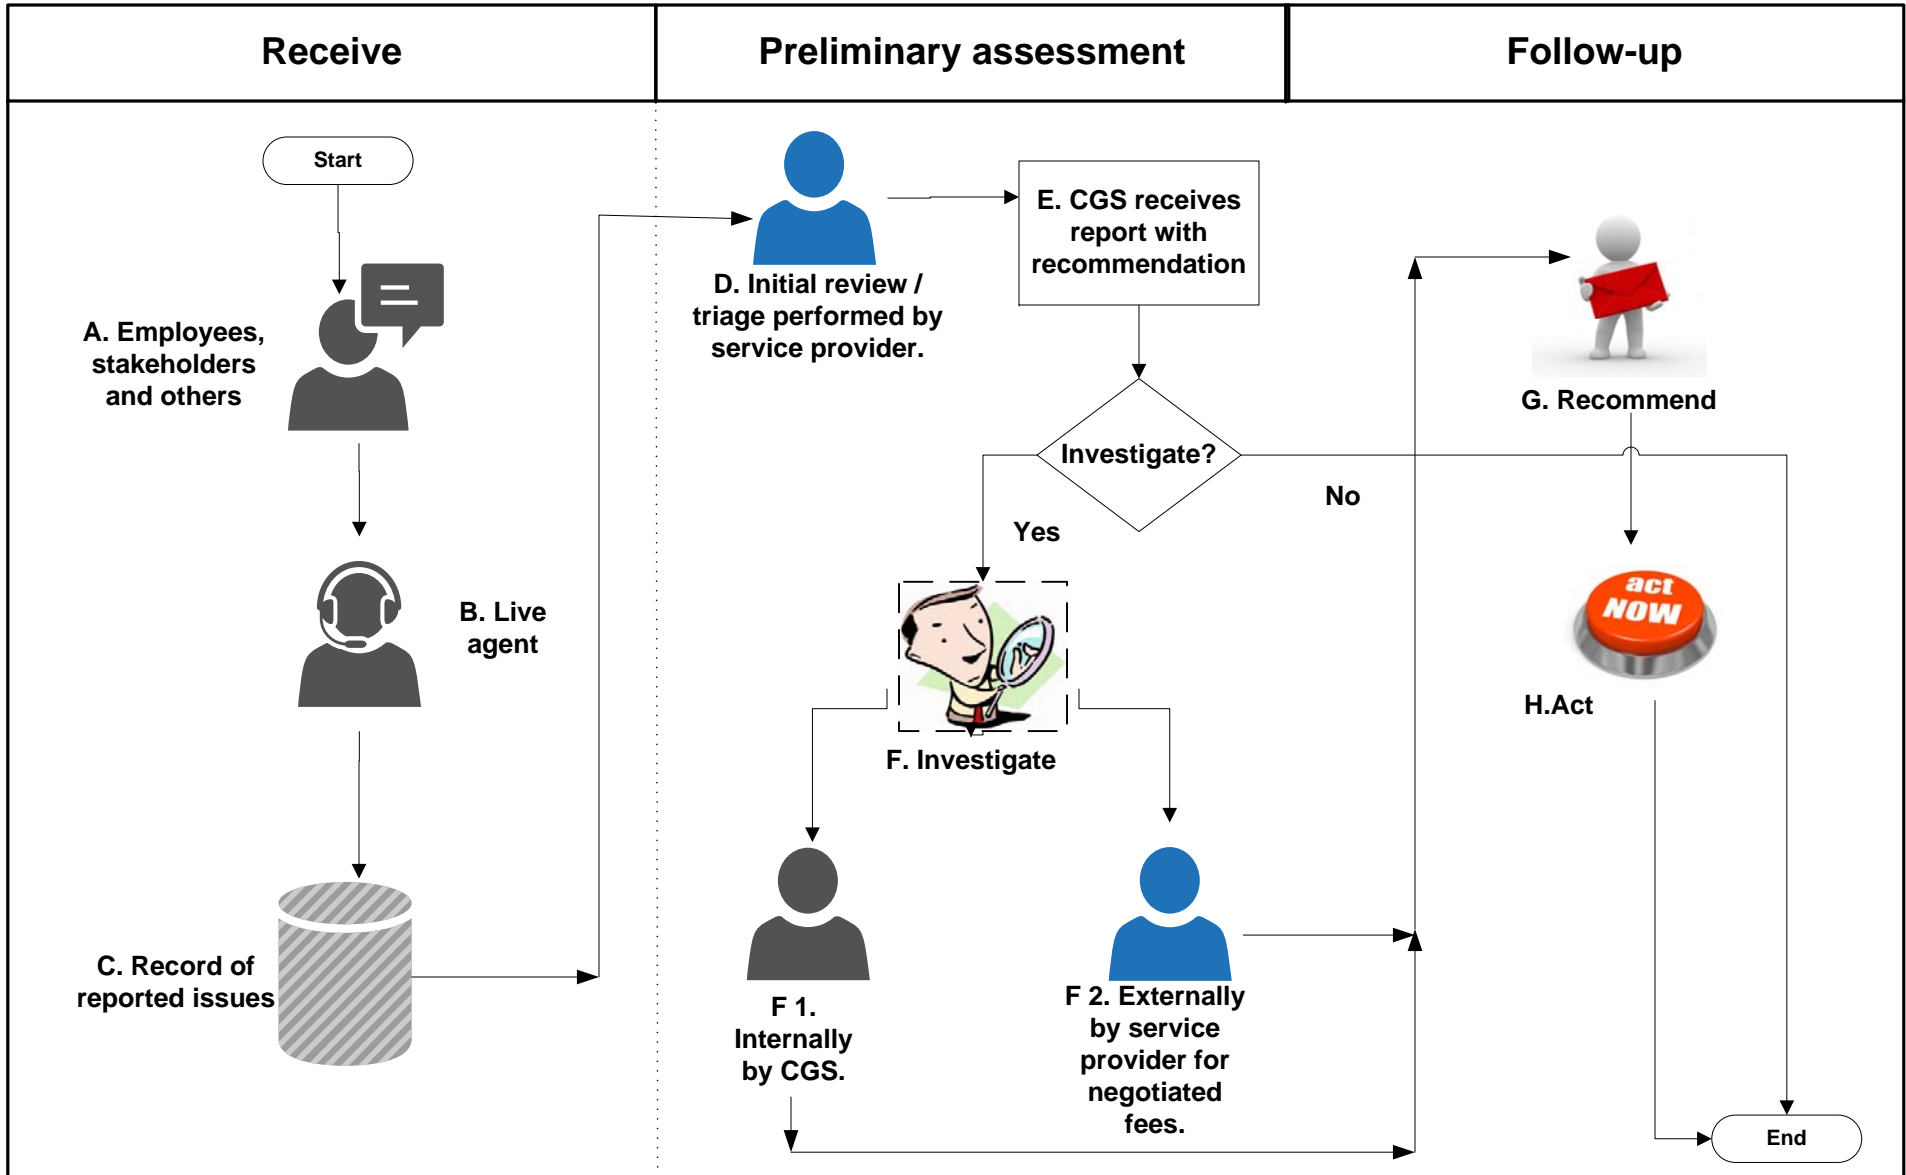 Receive
Preliminary assessment
Follow-up
Start
A. Employees,
stakeholders
and others
B. Live
agent
C. Record of
reported issues
D. Initial review /
triage performed by
service provider.
E. CGS receives
report with
recommendation
Investigate?
Yes
No
F. Investigate
F 1.
Internally
by CGS.
F 2. Externally
by service
provider for
negotiated
fees.
G. Recommend
act
NOW
H.Act
End